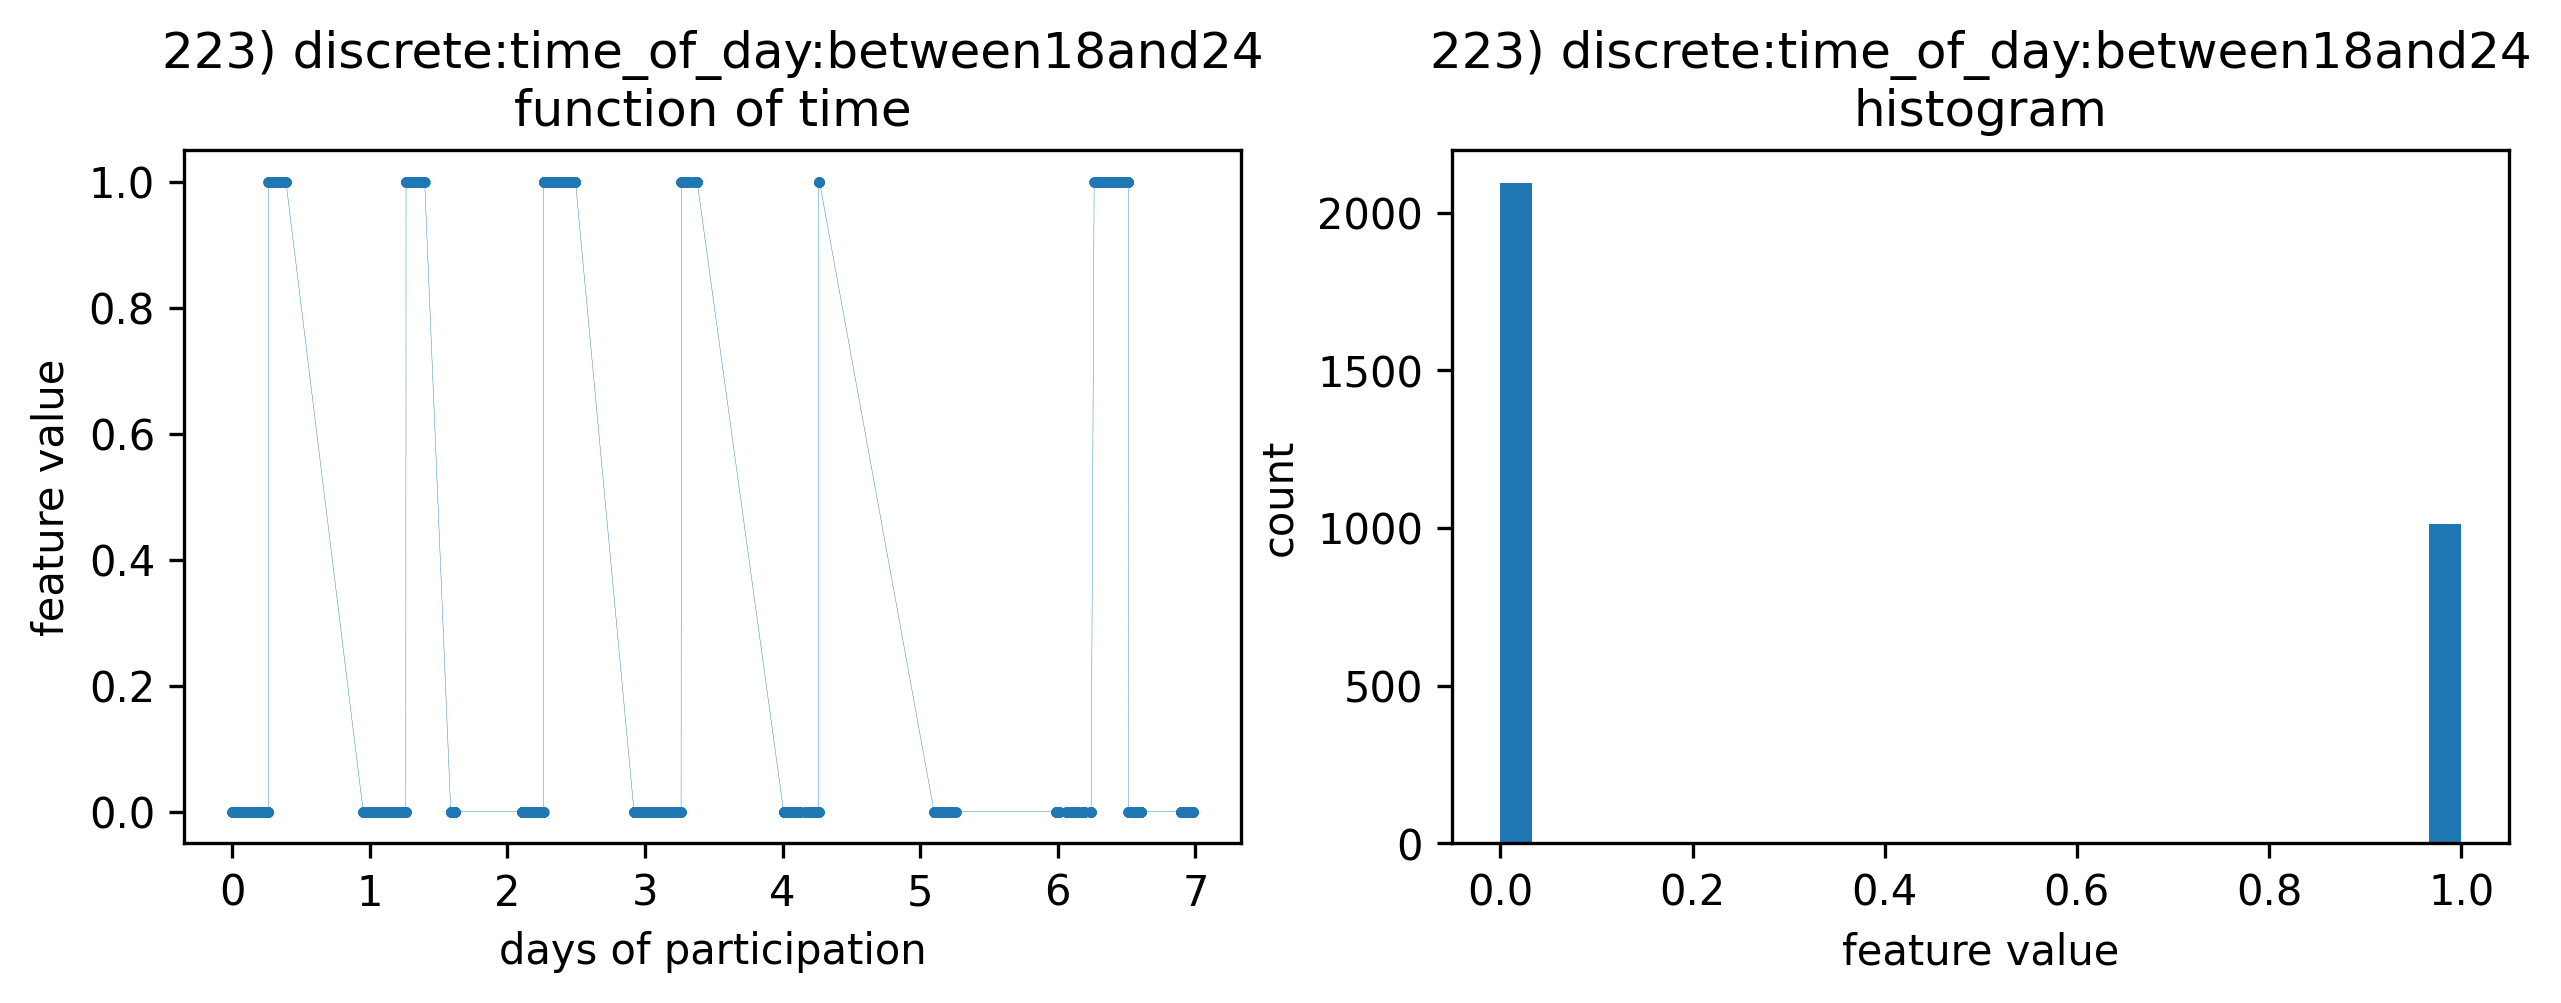 223) discrete:time_of_day:between18and24
function of time
1.0
0.8
0.6
0.4
0.2
0.0
feature value
0 1 2 3 4 5 6 7
days of participation
223) discrete:time_of_day:between18and24
histogram
2000
1500
1000
500
0
count
0.0 0.2 0.4 0.6 0.8 1.0
feature value